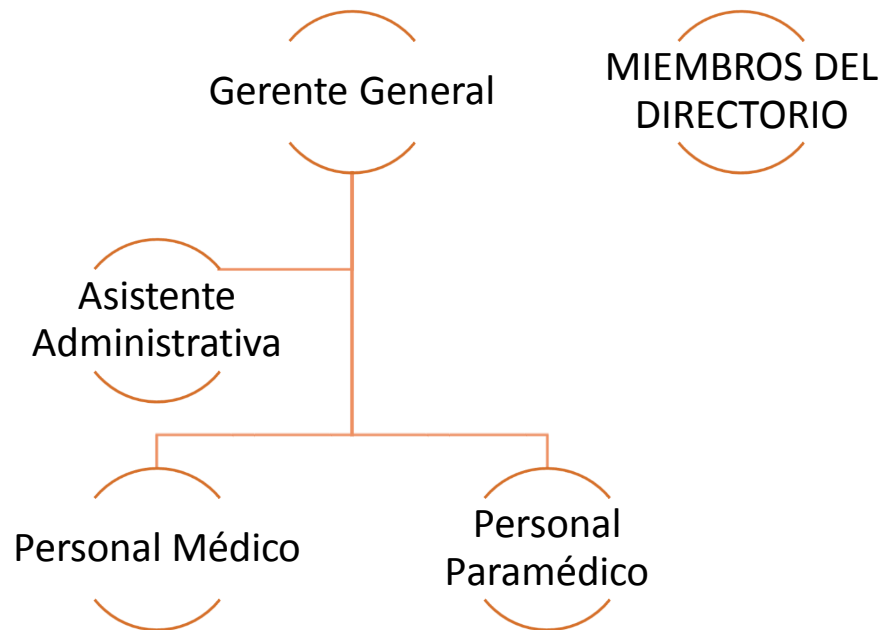 Gerente General
MIEMBROS DEL
DIRECTORIO
Asistente
Administrativa
Personal Médico
Personal
Paramédico